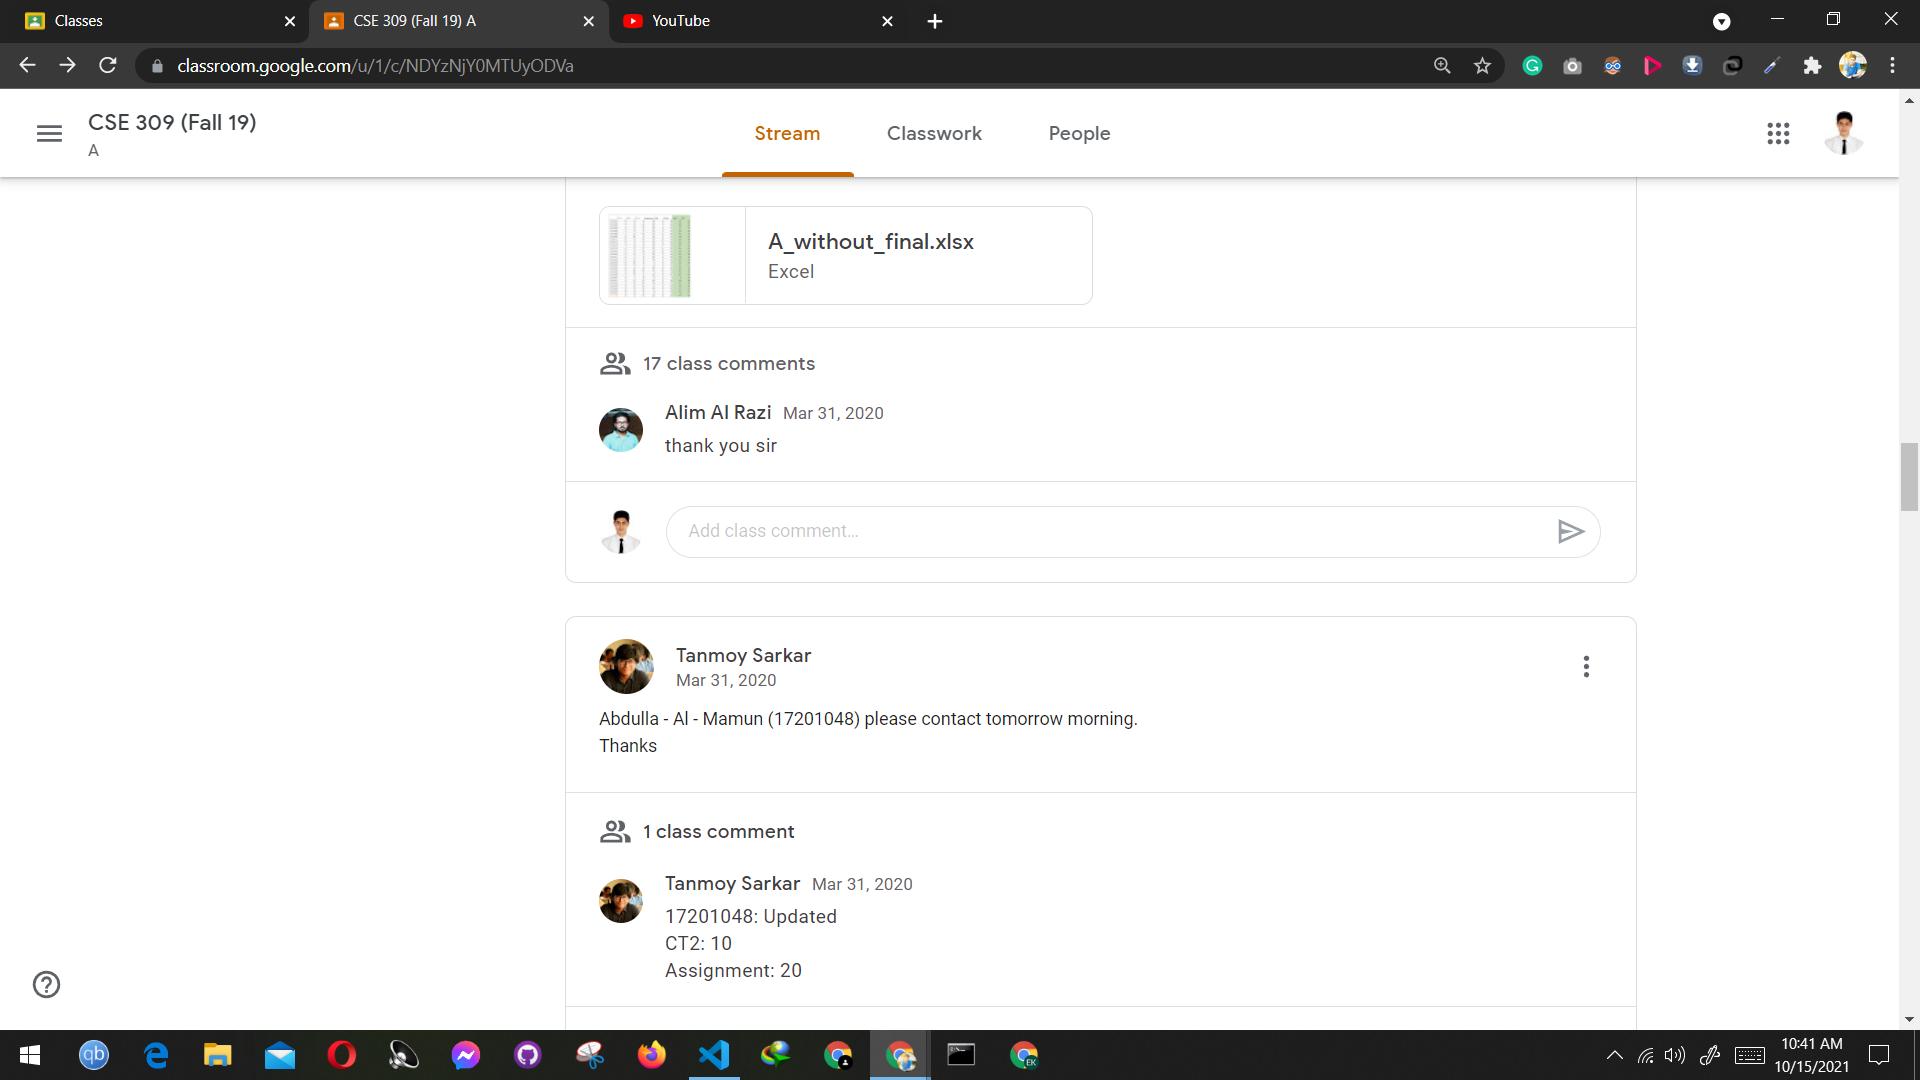 Classes
CSE 309 (Fall 19) A
YouTube
classroom.google.com/u/1/c/NDYzNjY0MTUyODVa
CSE 309 (Fall 19)
A
Stream
Classwork
People
A_without_final.xlsx
Excel
17 class comments
Alim Al Razi Mar 31, 2020
thank you sir
Add class comment...
Tanmoy Sarkar
Mar 31, 2020
Abdulla - Al - Mamun (17201048) please contact tomorrow morning.
Thanks
1 class comment
Tanmoy Sarkar Mar 31, 2020
17201048: Updated
CT2: 10
Assignment: 20
qb
EK
10:41 AM
10/15/2021